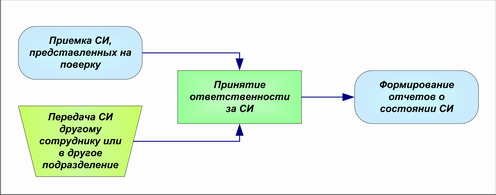 Приемка СИ,
представленных на
поверку
Принятие
ответственности
за СИ
Формирование
отчетов о
состоянии СИ
Передача СИ
другому
сотруднику или
в другое
подразделение